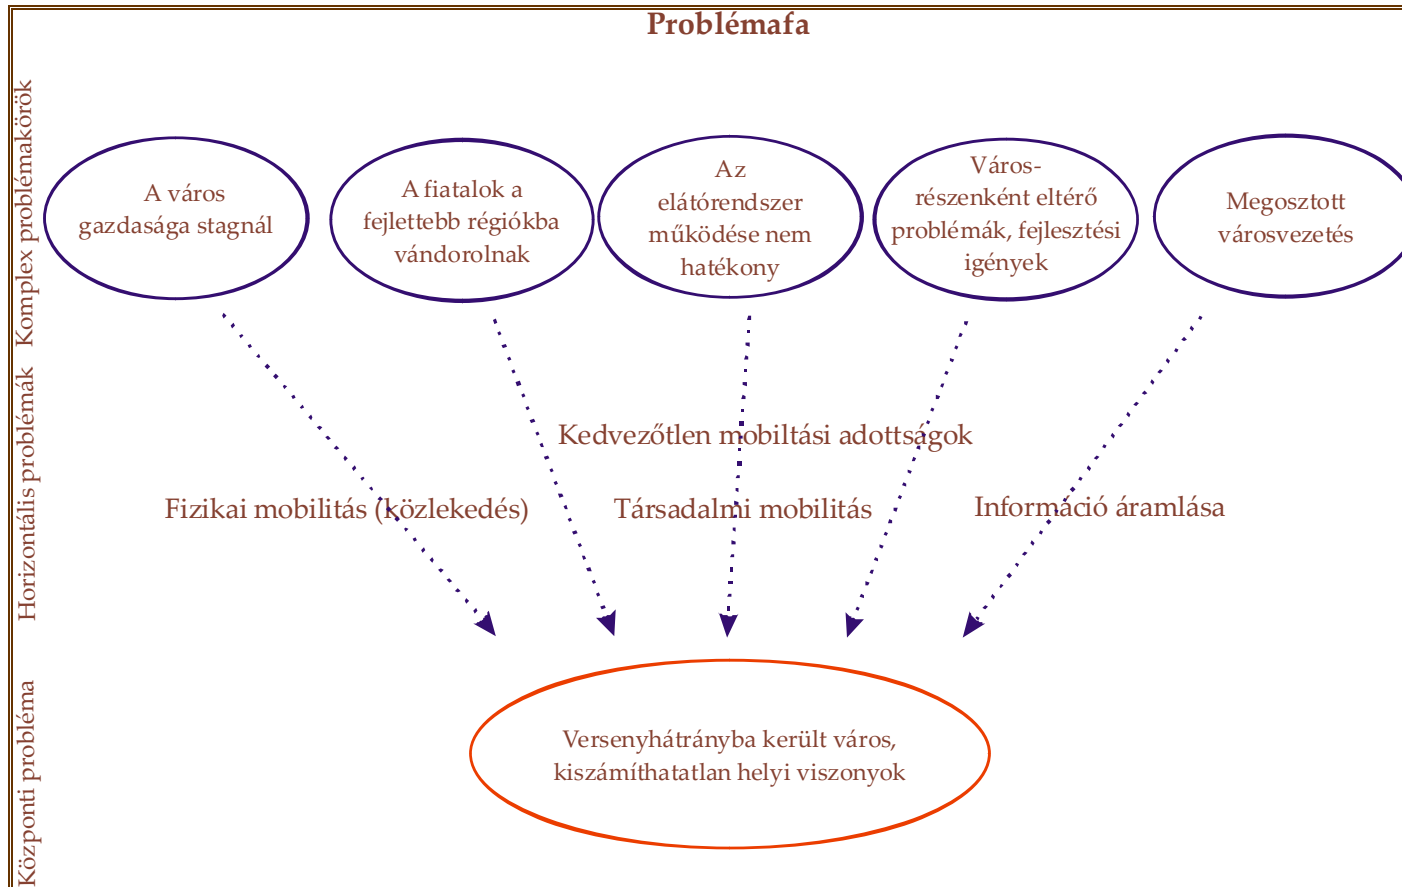 Problémafa
Komplex problémakörök
A város
gazdasága stagnál
A fiatalok a
fejlettebb régiókba
vándorolnak
Az
elátórendszer
működése nem
hatékony
Város-
részenként eltérő
problémák, fejlesztési
igények
Megosztott
városvezetés
Horizontális problémák
Kedvezőtlen mobiltási adottságok
Fizikai mobilitás (közlekedés)
Társadalmi mobilitás
Információ áramlása
Központi probléma
Versenyhátrányba került város,
kiszámíthatatlan helyi viszonyok